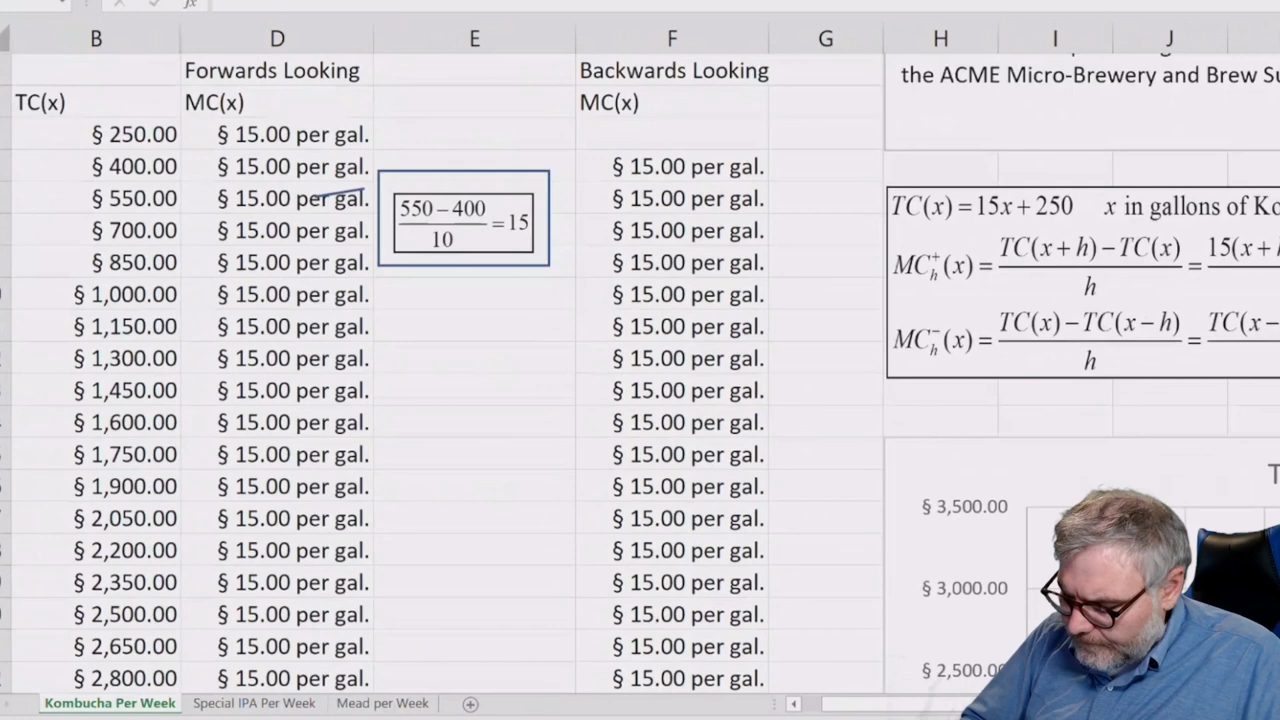 B D E F G H I J
Forwards Looking Backwards Looking
the ACME Micro-Brewery and Brew
TC(x) MC(x) MC(x)
§ 250.00 § 15.00 per gal.
§ 400.00 § 15.00 per gal. § 15.00 per gal.
§ 550.00 § 15.00 per gal. § 15.00 per gal.
§ 700.00 § 15.00 per gal. § 15.00 per gal.
§ 850.00 § 15.00 per gal. § 15.00 per gal.
§ 1,000.00 § 15.00 per gal. § 15.00 per gal.
§ 1,150.00 § 15.00 per gal. § 15.00 per gal.
§ 1,300.00 § 15.00 per gal. § 15.00 per gal.
§ 1,450.00 § 15.00 per gal. § 15.00 per gal.
§ 1,600.00 § 15.00 per gal. § 15.00 per gal.
§ 1,750.00 § 15.00 per gal. § 15.00 per gal.
§ 1,900.00 § 15.00 per gal. § 15.00 per gal.
§ 2,050.00 § 15.00 per gal. § 15.00 per gal.
§ 2,200.00 § 15.00 per gal. § 15.00 per gal.
§ 2,350.00 § 15.00 per gal. § 15.00 per gal.
§ 2,500.00 § 15.00 per gal. § 15.00 per gal.
§ 2,650.00 § 15.00 per gal. § 15.00 per gal.
§ 2,800.00 § 15.00 per gal. § 15.00 per gal.
550 – 400
= 15
10
TC(x) = 15x + 250 x in gallons of
TC(x + h) – TC(x) 15(x +
MC⁺ₕ(x) = =
h
TC(x) – TC(x – h) TC(x –
MC⁻ₕ(x) = =
h
§ 3,500.00
§ 3,000.00
§ 2,500.00
Kombucha Per Week Special IPA Per Week Mead per Week